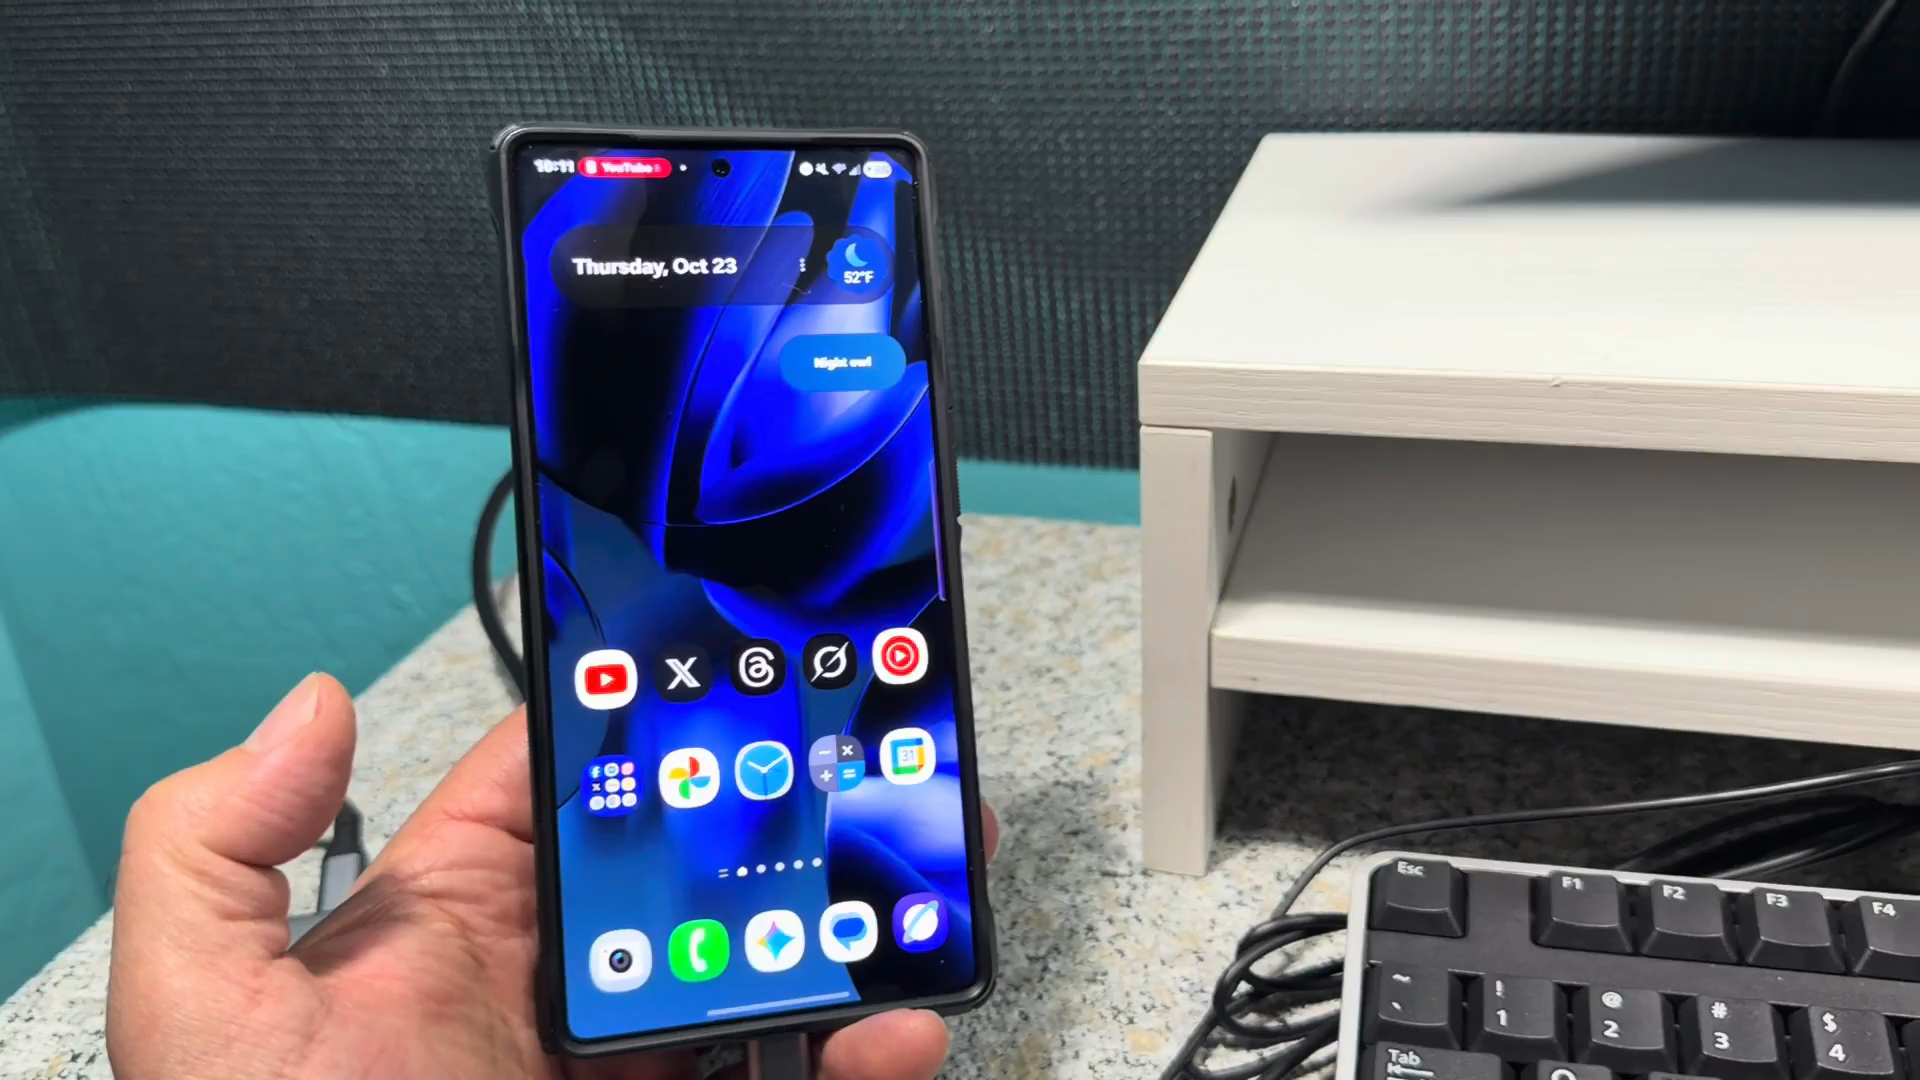 10:11 YouTube
Thursday, Oct 23
52°F
Night owl
31
Esc F1 F2 F3 F4
~ ! @ # $
` 1 2 3 4
Tab